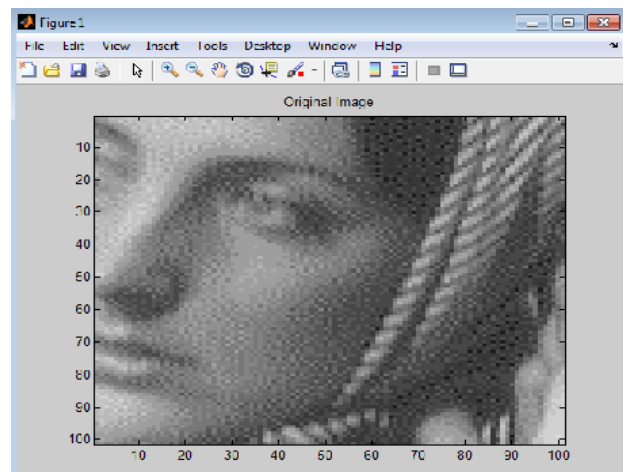 Figure 1
File Edit View Insert Tools Desktop Window Help
Original Image
10
20
30
40
50
60
70
80
90
100
10 20 30 40 50 60 70 80 90 100